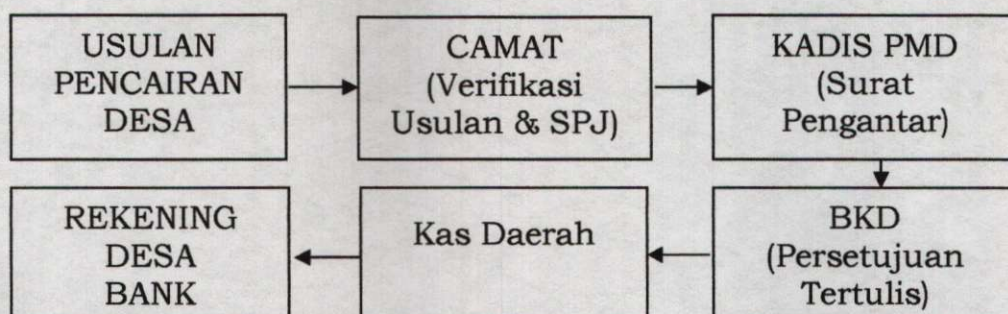 USULAN
PENCAIRAN
DESA
CAMAT
(Verifikasi
Usulan & SPJ)
KADIS PMD
(Surat
Pengantar)
REKENING
DESA
BANK
Kas Daerah
BKD
(Persetujuan
Tertulis)